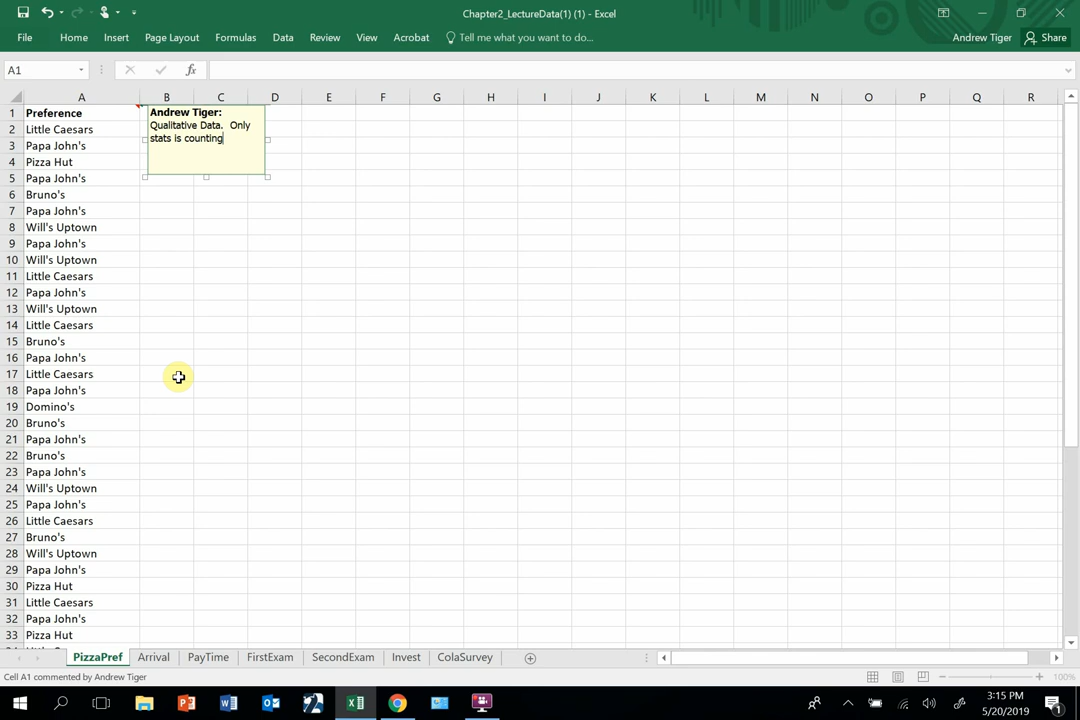 Chapter2_LectureData(1) (1) - Excel
File Home Insert Page Layout Formulas Data Review View Acrobat Tell me what you want to do... Andrew Tiger Share
A1 fx
A B C D E F G H I J K L M N O P Q R
1 Preference
Andrew Tiger:
Qualitative Data. Only
stats is counting
2 Little Caesars
3 Papa John's
4 Pizza Hut
5 Papa John's
6 Bruno's
7 Papa John's
8 Will's Uptown
9 Papa John's
10 Will's Uptown
11 Little Caesars
12 Papa John's
13 Will's Uptown
14 Little Caesars
15 Bruno's
16 Papa John's
17 Little Caesars
18 Papa John's
19 Domino's
20 Bruno's
21 Papa John's
22 Bruno's
23 Papa John's
24 Will's Uptown
25 Papa John's
26 Little Caesars
27 Bruno's
28 Will's Uptown
29 Papa John's
30 Pizza Hut
31 Little Caesars
32 Papa John's
33 Pizza Hut
PizzaPref Arrival PayTime FirstExam SecondExam Invest ColaSurvey
Cell A1 commented by Andrew Tiger 100%
3:15 PM
5/20/2019